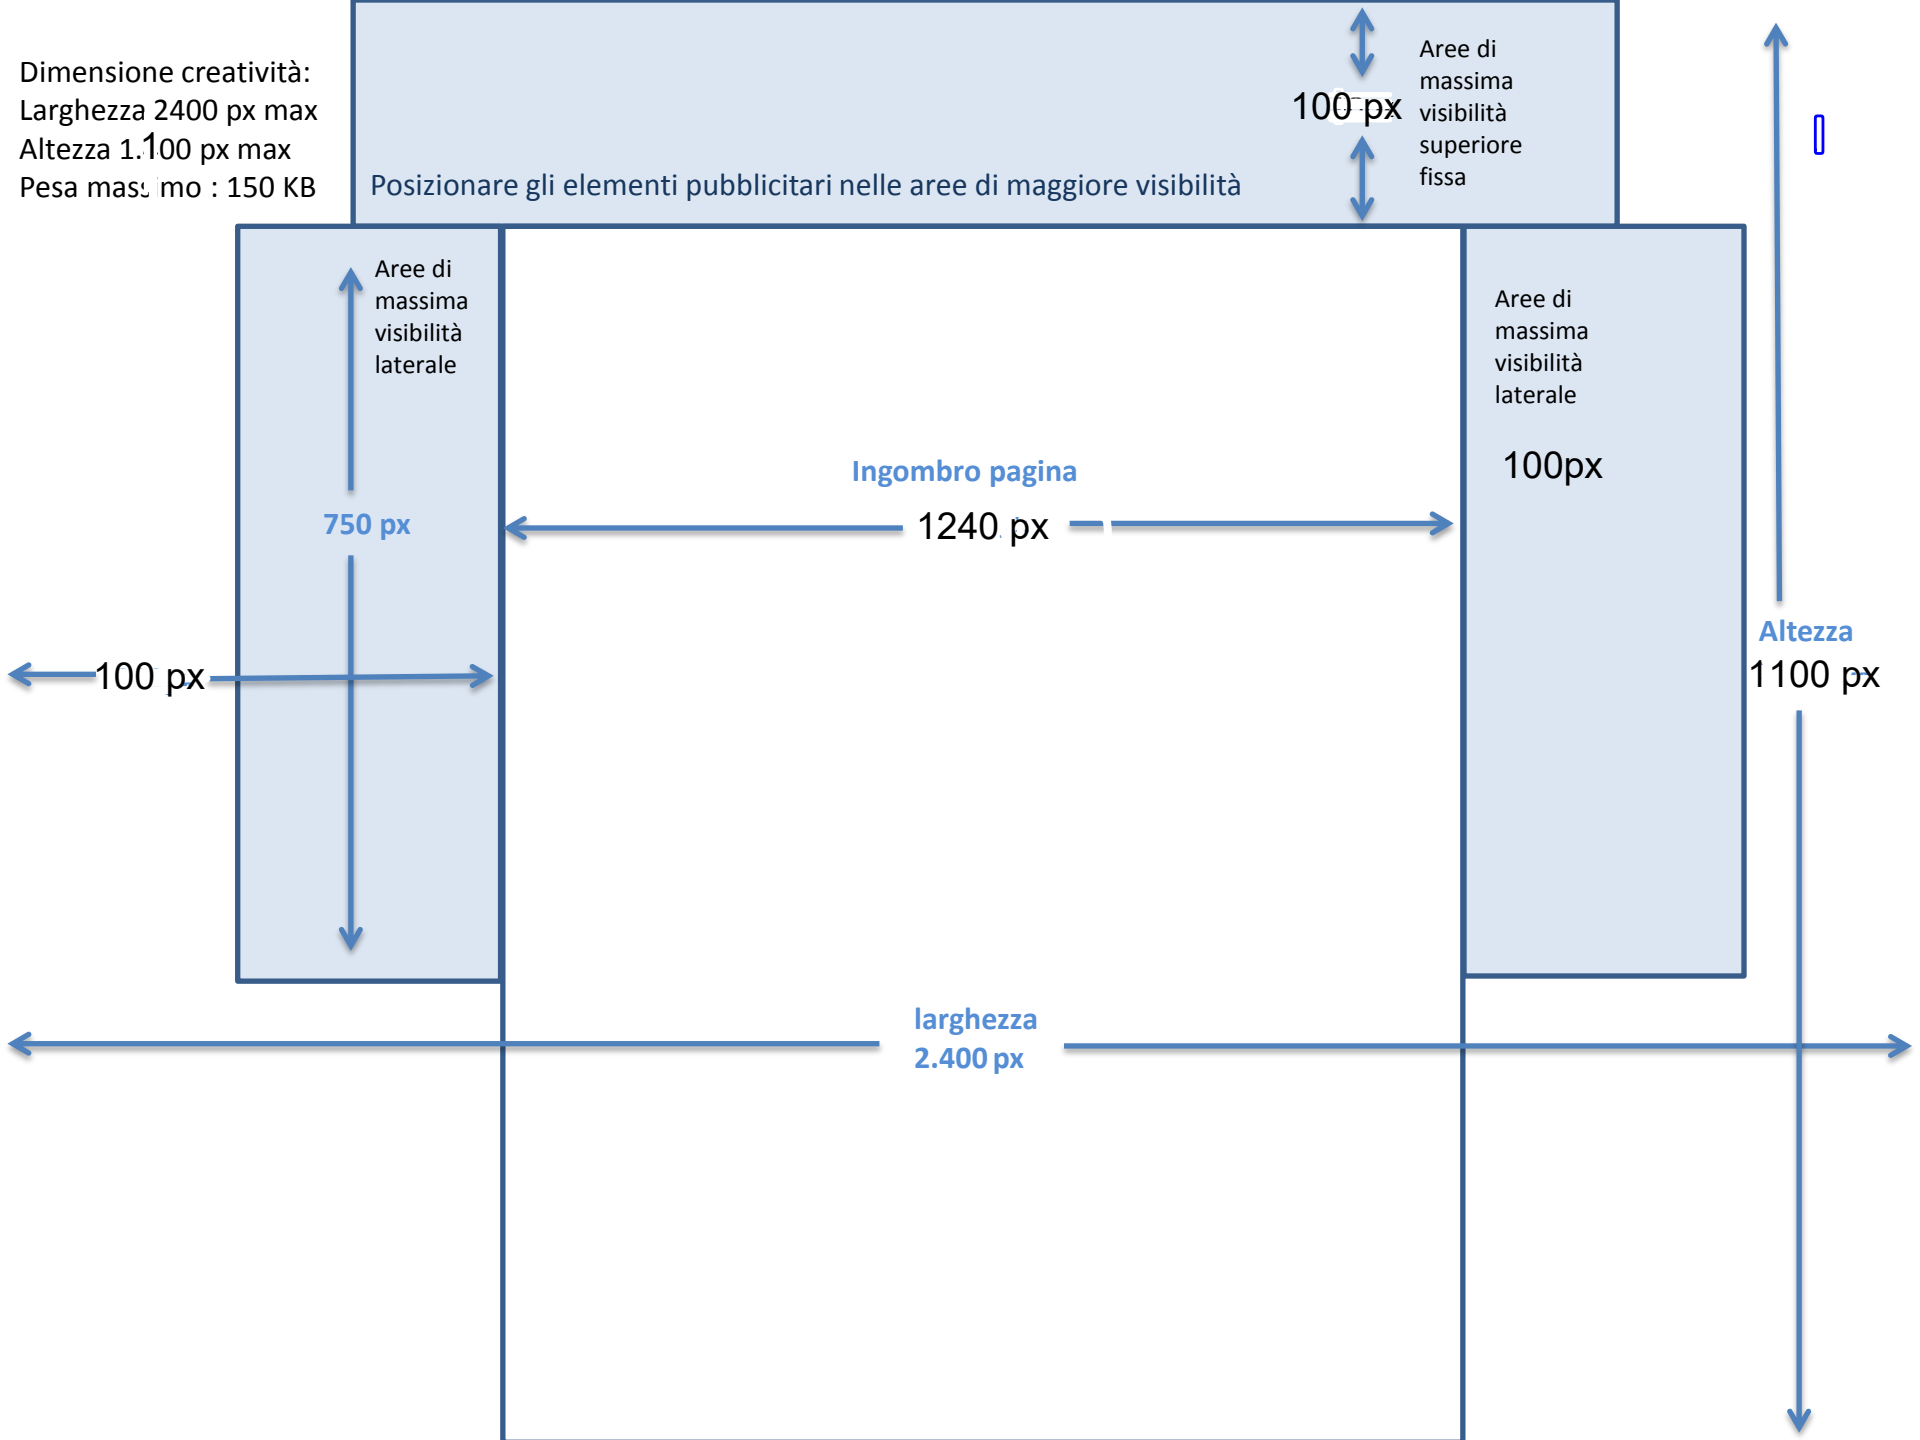 Dimensione creatività:
Larghezza 2400 px max
Altezza 1.100 px max
Pesa massimo : 150 KB
Posizionare gli elementi pubblicitari nelle aree di maggiore visibilità
100 px
Aree di
massima
visibilità
superiore
fissa
Aree di
massima
visibilità
laterale
Aree di
massima
visibilità
laterale
100px
Ingombro pagina
1240 px
750 px
100 px
Altezza
1100 px
larghezza
2.400 px